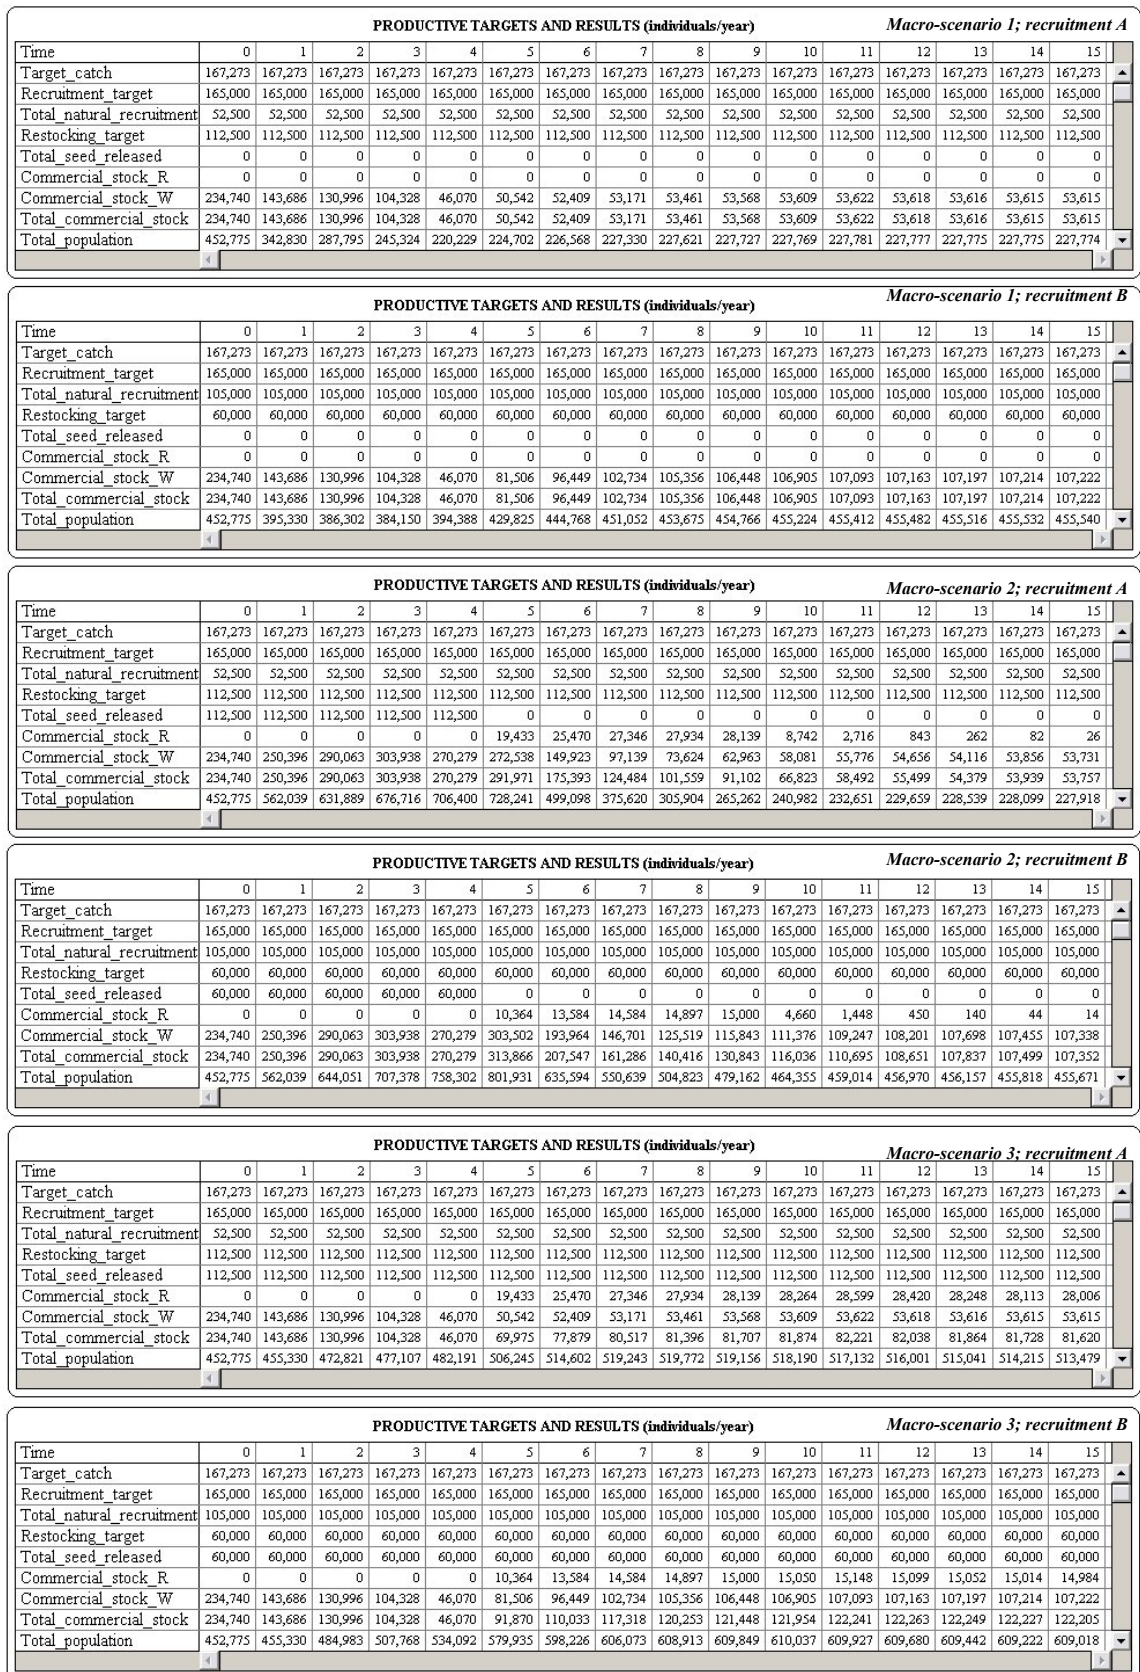 PRODUCTIVE TARGETS AND RESULTS (individuals/year) Macro-scenario 1; recruitment A
Time 0 1 2 3 4 5 6 7 8 9 10 11 12 13 14 15
Target_catch 167,273 167,273 167,273 167,273 167,273 167,273 167,273 167,273 167,273 167,273 167,273 167,273 167,273 167,273 167,273 167,273
Recruitment_target 165,000 165,000 165,000 165,000 165,000 165,000 165,000 165,000 165,000 165,000 165,000 165,000 165,000 165,000 165,000 165,000
Total_natural_recruitment 52,500 52,500 52,500 52,500 52,500 52,500 52,500 52,500 52,500 52,500 52,500 52,500 52,500 52,500 52,500 52,500
Restocking_target 112,500 112,500 112,500 112,500 112,500 112,500 112,500 112,500 112,500 112,500 112,500 112,500 112,500 112,500 112,500 112,500
Total_seed_released 0 0 0 0 0 0 0 0 0 0 0 0 0 0 0 0
Commercial_stock_R 0 0 0 0 0 0 0 0 0 0 0 0 0 0 0 0
Commercial_stock_W 234,740 143,686 130,996 104,328 46,070 50,542 52,409 53,171 53,461 53,568 53,609 53,622 53,618 53,616 53,615 53,615
Total_commercial_stock 234,740 143,686 130,996 104,328 46,070 50,542 52,409 53,171 53,461 53,568 53,609 53,622 53,618 53,616 53,615 53,615
Total_population 452,775 342,830 287,795 245,324 220,229 224,702 226,568 227,330 227,621 227,727 227,769 227,781 227,777 227,775 227,775 227,774
PRODUCTIVE TARGETS AND RESULTS (individuals/year) Macro-scenario 1; recruitment B
Time 0 1 2 3 4 5 6 7 8 9 10 11 12 13 14 15
Target_catch 167,273 167,273 167,273 167,273 167,273 167,273 167,273 167,273 167,273 167,273 167,273 167,273 167,273 167,273 167,273 167,273
Recruitment_target 165,000 165,000 165,000 165,000 165,000 165,000 165,000 165,000 165,000 165,000 165,000 165,000 165,000 165,000 165,000 165,000
Total_natural_recruitment 105,000 105,000 105,000 105,000 105,000 105,000 105,000 105,000 105,000 105,000 105,000 105,000 105,000 105,000 105,000 105,000
Restocking_target 60,000 60,000 60,000 60,000 60,000 60,000 60,000 60,000 60,000 60,000 60,000 60,000 60,000 60,000 60,000 60,000
Total_seed_released 0 0 0 0 0 0 0 0 0 0 0 0 0 0 0 0
Commercial_stock_R 0 0 0 0 0 0 0 0 0 0 0 0 0 0 0 0
Commercial_stock_W 234,740 143,686 130,996 104,328 46,070 81,506 96,449 102,734 105,356 106,448 106,905 107,093 107,163 107,197 107,214 107,222
Total_commercial_stock 234,740 143,686 130,996 104,328 46,070 81,506 96,449 102,734 105,356 106,448 106,905 107,093 107,163 107,197 107,214 107,222
Total_population 452,775 395,330 386,302 384,150 394,388 429,825 444,768 451,052 453,675 454,766 455,224 455,412 455,482 455,516 455,532 455,540
PRODUCTIVE TARGETS AND RESULTS (individuals/year) Macro-scenario 2; recruitment A
Time 0 1 2 3 4 5 6 7 8 9 10 11 12 13 14 15
Target_catch 167,273 167,273 167,273 167,273 167,273 167,273 167,273 167,273 167,273 167,273 167,273 167,273 167,273 167,273 167,273 167,273
Recruitment_target 165,000 165,000 165,000 165,000 165,000 165,000 165,000 165,000 165,000 165,000 165,000 165,000 165,000 165,000 165,000 165,000
Total_natural_recruitment 52,500 52,500 52,500 52,500 52,500 52,500 52,500 52,500 52,500 52,500 52,500 52,500 52,500 52,500 52,500 52,500
Restocking_target 112,500 112,500 112,500 112,500 112,500 112,500 112,500 112,500 112,500 112,500 112,500 112,500 112,500 112,500 112,500 112,500
Total_seed_released 112,500 112,500 112,500 112,500 112,500 0 0 0 0 0 0 0 0 0 0 0
Commercial_stock_R 0 0 0 0 0 19,433 25,470 27,346 27,934 28,139 8,742 2,716 843 262 82 26
Commercial_stock_W 234,740 250,396 290,063 303,938 270,279 272,538 149,923 97,139 73,624 62,963 58,081 55,776 54,656 54,116 53,856 53,731
Total_commercial_stock 234,740 250,396 290,063 303,938 270,279 291,971 175,393 124,484 101,559 91,102 66,823 58,492 55,499 54,379 53,939 53,757
Total_population 452,775 562,039 631,889 676,716 706,400 728,241 499,098 375,620 305,904 265,262 240,982 232,651 229,659 228,539 228,099 227,918
PRODUCTIVE TARGETS AND RESULTS (individuals/year) Macro-scenario 2; recruitment B
Time 0 1 2 3 4 5 6 7 8 9 10 11 12 13 14 15
Target_catch 167,273 167,273 167,273 167,273 167,273 167,273 167,273 167,273 167,273 167,273 167,273 167,273 167,273 167,273 167,273 167,273
Recruitment_target 165,000 165,000 165,000 165,000 165,000 165,000 165,000 165,000 165,000 165,000 165,000 165,000 165,000 165,000 165,000 165,000
Total_natural_recruitment 105,000 105,000 105,000 105,000 105,000 105,000 105,000 105,000 105,000 105,000 105,000 105,000 105,000 105,000 105,000 105,000
Restocking_target 60,000 60,000 60,000 60,000 60,000 60,000 60,000 60,000 60,000 60,000 60,000 60,000 60,000 60,000 60,000 60,000
Total_seed_released 60,000 60,000 60,000 60,000 60,000 0 0 0 0 0 0 0 0 0 0 0
Commercial_stock_R 0 0 0 0 0 10,364 13,584 14,584 14,897 15,000 4,660 1,448 450 140 44 14
Commercial_stock_W 234,740 250,396 290,063 303,938 270,279 303,502 193,964 146,701 125,519 115,843 111,376 109,247 108,201 107,698 107,455 107,338
Total_commercial_stock 234,740 250,396 290,063 303,938 270,279 313,866 207,547 161,286 140,416 130,843 116,036 110,695 108,651 107,837 107,499 107,352
Total_population 452,775 562,039 644,051 707,378 758,302 801,931 635,594 550,639 504,823 479,162 464,355 459,014 456,970 456,157 455,818 455,671
PRODUCTIVE TARGETS AND RESULTS (individuals/year) Macro-scenario 3; recruitment A
Time 0 1 2 3 4 5 6 7 8 9 10 11 12 13 14 15
Target_catch 167,273 167,273 167,273 167,273 167,273 167,273 167,273 167,273 167,273 167,273 167,273 167,273 167,273 167,273 167,273 167,273
Recruitment_target 165,000 165,000 165,000 165,000 165,000 165,000 165,000 165,000 165,000 165,000 165,000 165,000 165,000 165,000 165,000 165,000
Total_natural_recruitment 52,500 52,500 52,500 52,500 52,500 52,500 52,500 52,500 52,500 52,500 52,500 52,500 52,500 52,500 52,500 52,500
Restocking_target 112,500 112,500 112,500 112,500 112,500 112,500 112,500 112,500 112,500 112,500 112,500 112,500 112,500 112,500 112,500 112,500
Total_seed_released 112,500 112,500 112,500 112,500 112,500 112,500 112,500 112,500 112,500 112,500 112,500 112,500 112,500 112,500 112,500 112,500
Commercial_stock_R 0 0 0 0 0 19,433 25,470 27,346 27,934 28,139 28,264 28,599 28,420 28,248 28,113 28,006
Commercial_stock_W 234,740 143,686 130,996 104,328 46,070 50,542 52,409 53,171 53,461 53,568 53,609 53,622 53,618 53,616 53,615 53,615
Total_commercial_stock 234,740 143,686 130,996 104,328 46,070 69,975 77,879 80,517 81,396 81,707 81,874 82,221 82,038 81,864 81,728 81,620
Total_population 452,775 455,330 472,821 477,107 482,191 506,245 514,602 519,243 519,772 519,156 518,190 517,132 516,001 515,041 514,215 513,479
PRODUCTIVE TARGETS AND RESULTS (individuals/year) Macro-scenario 3; recruitment B
Time 0 1 2 3 4 5 6 7 8 9 10 11 12 13 14 15
Target_catch 167,273 167,273 167,273 167,273 167,273 167,273 167,273 167,273 167,273 167,273 167,273 167,273 167,273 167,273 167,273 167,273
Recruitment_target 165,000 165,000 165,000 165,000 165,000 165,000 165,000 165,000 165,000 165,000 165,000 165,000 165,000 165,000 165,000 165,000
Total_natural_recruitment 105,000 105,000 105,000 105,000 105,000 105,000 105,000 105,000 105,000 105,000 105,000 105,000 105,000 105,000 105,000 105,000
Restocking_target 60,000 60,000 60,000 60,000 60,000 60,000 60,000 60,000 60,000 60,000 60,000 60,000 60,000 60,000 60,000 60,000
Total_seed_released 60,000 60,000 60,000 60,000 60,000 60,000 60,000 60,000 60,000 60,000 60,000 60,000 60,000 60,000 60,000 60,000
Commercial_stock_R 0 0 0 0 0 10,364 13,584 14,584 14,897 15,000 15,050 15,148 15,099 15,052 15,014 14,984
Commercial_stock_W 234,740 143,686 130,996 104,328 46,070 81,506 96,449 102,734 105,356 106,448 106,905 107,093 107,163 107,197 107,214 107,222
Total_commercial_stock 234,740 143,686 130,996 104,328 46,070 91,870 110,033 117,318 120,253 121,448 121,954 122,241 122,263 122,249 122,227 122,205
Total_population 452,775 455,330 484,983 507,768 534,092 579,935 598,226 606,073 608,913 609,849 610,037 609,927 609,680 609,442 609,222 609,018